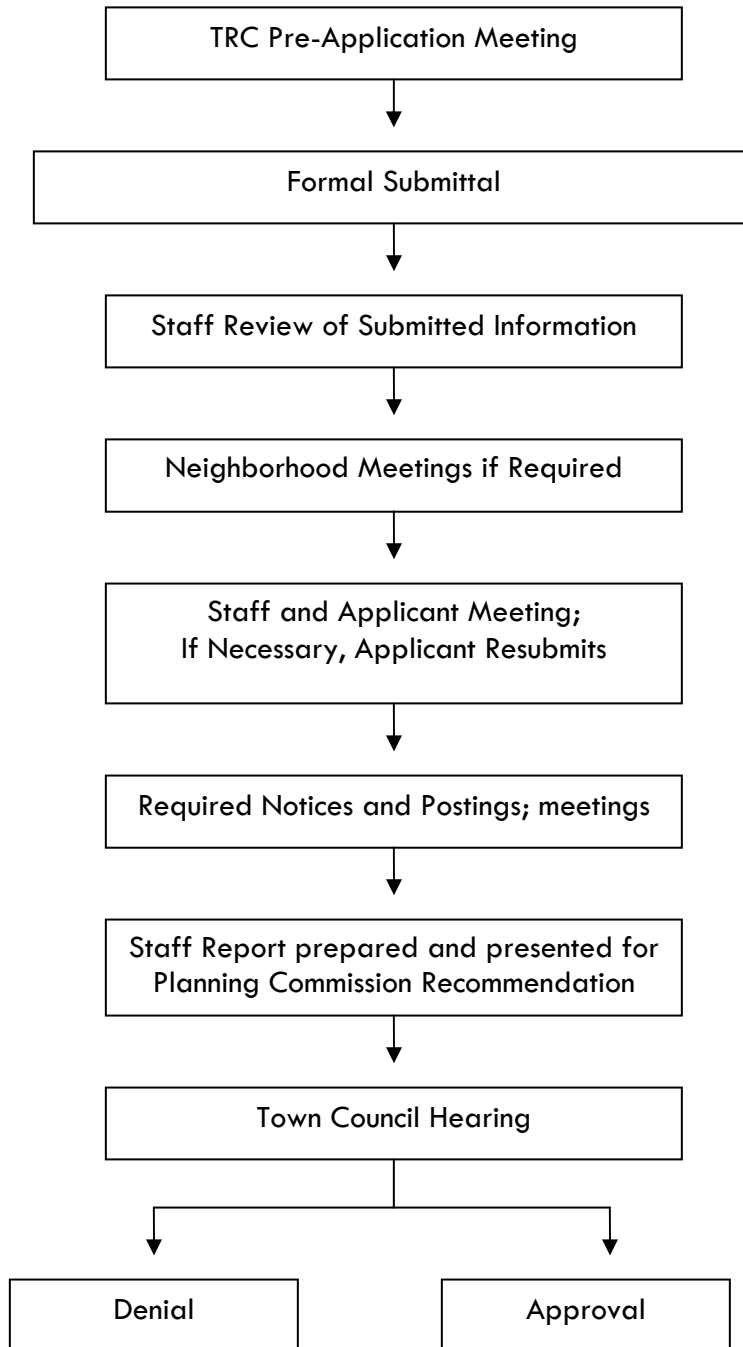 TRC Pre-Application Meeting
Formal Submittal
Staff Review of Submitted Information
Neighborhood Meetings if Required
Staff and Applicant Meeting;
If Necessary, Applicant Resubmits
Required Notices and Postings; meetings
Staff Report prepared and presented for
Planning Commission Recommendation
Town Council Hearing
Denial
Approval